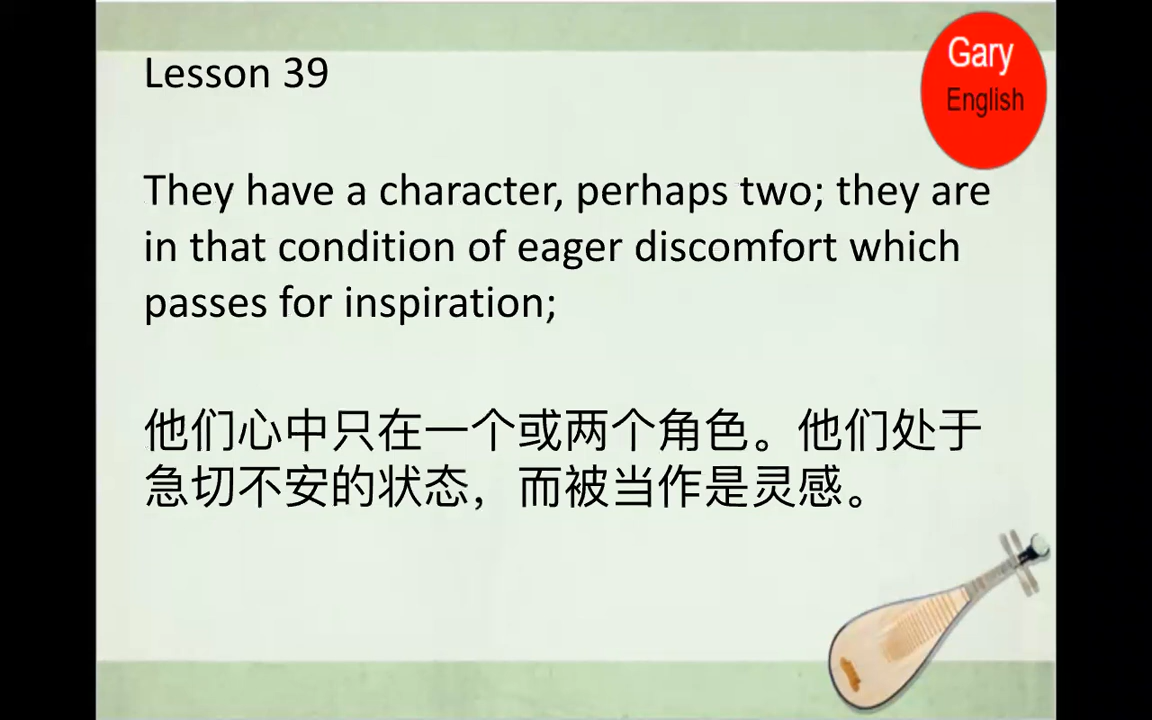 Lesson 39
Gary
English
They have a character, perhaps two; they are
in that condition of eager discomfort which
passes for inspiration;
他们心中只在一个或两个角色。他们处于
急切不安的状态，而被当作是灵感。